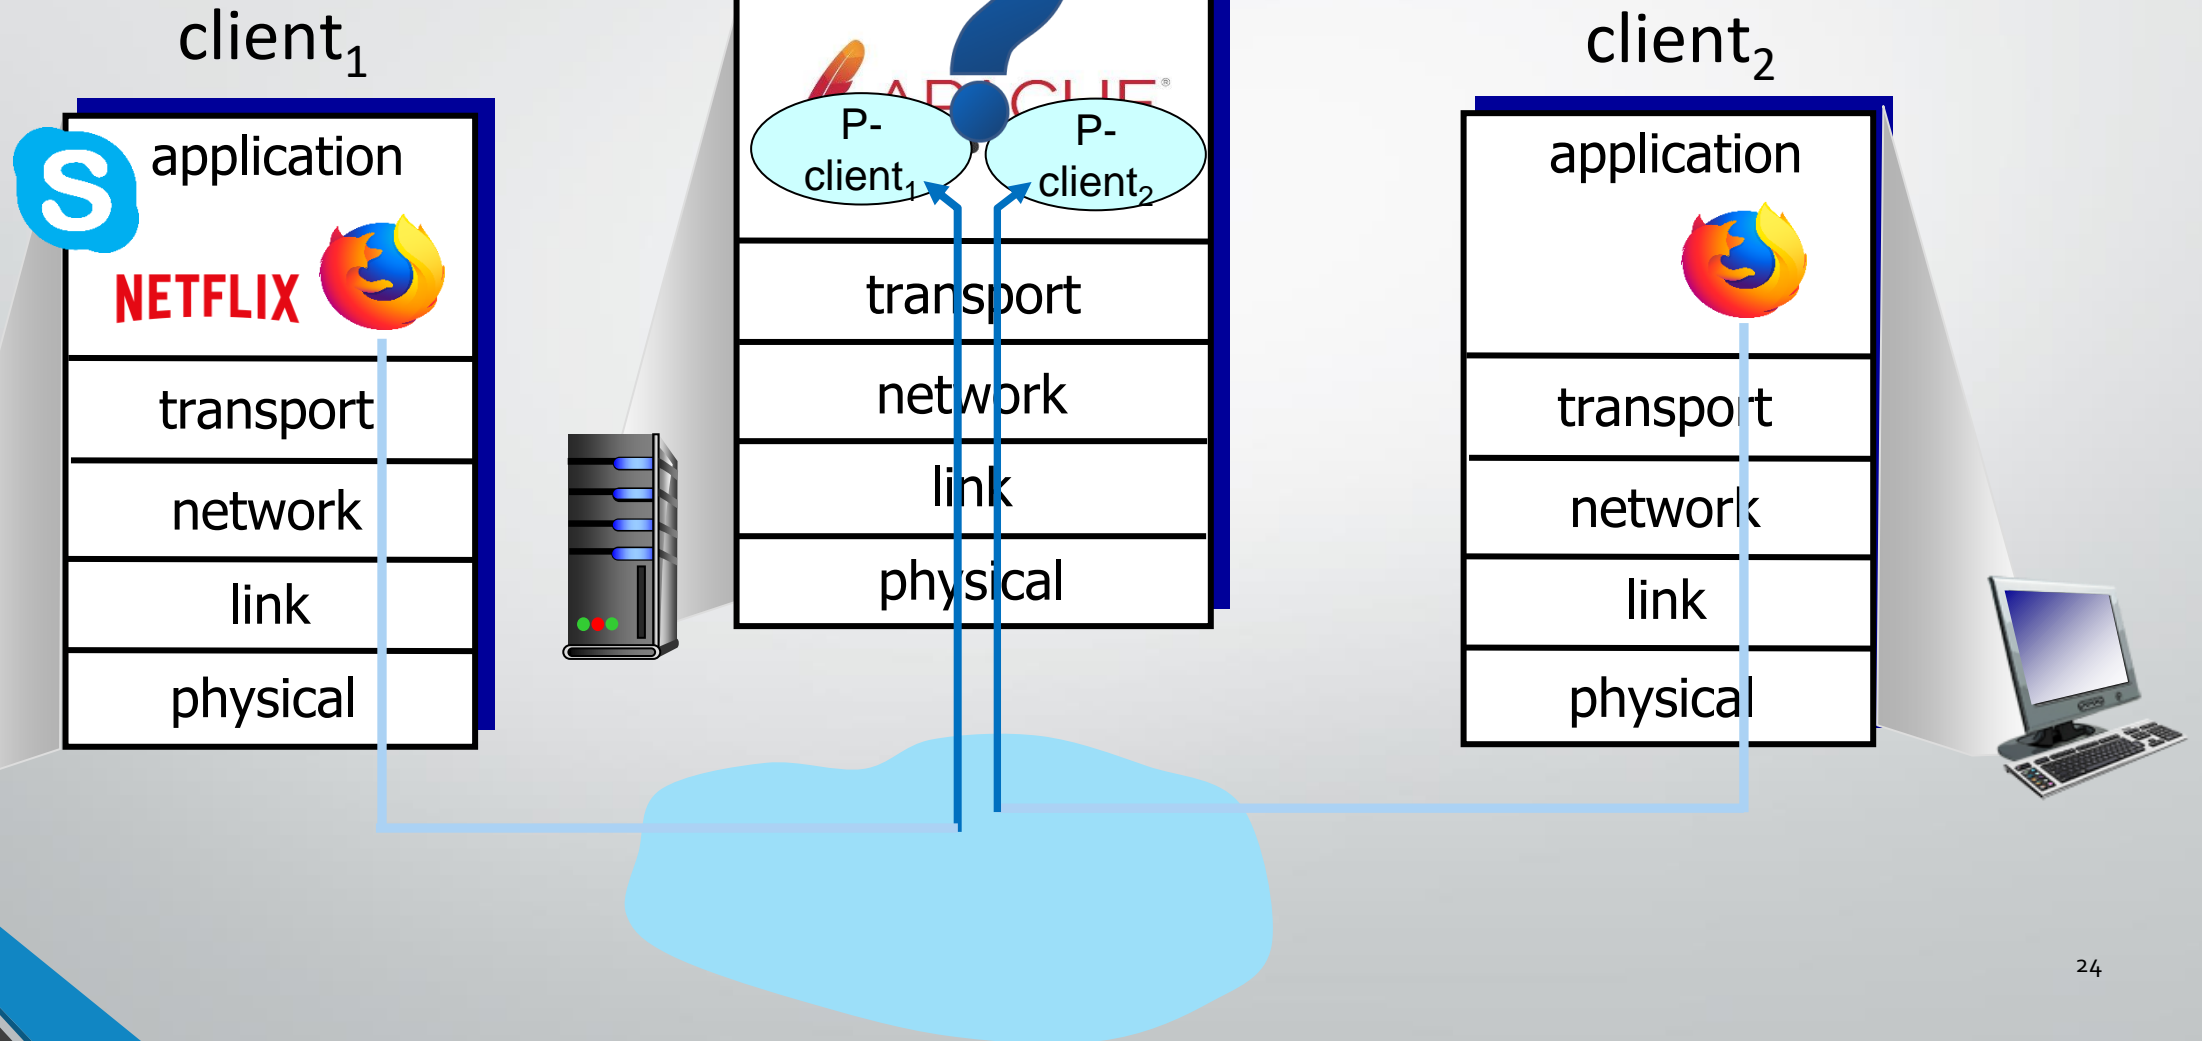 client₁
S
application
NETFLIX
transport
network
link
physical
APACHE®
P-
client₁
P-
client₂
transport
network
link
physical
client₂
application
transport
network
link
physical
24